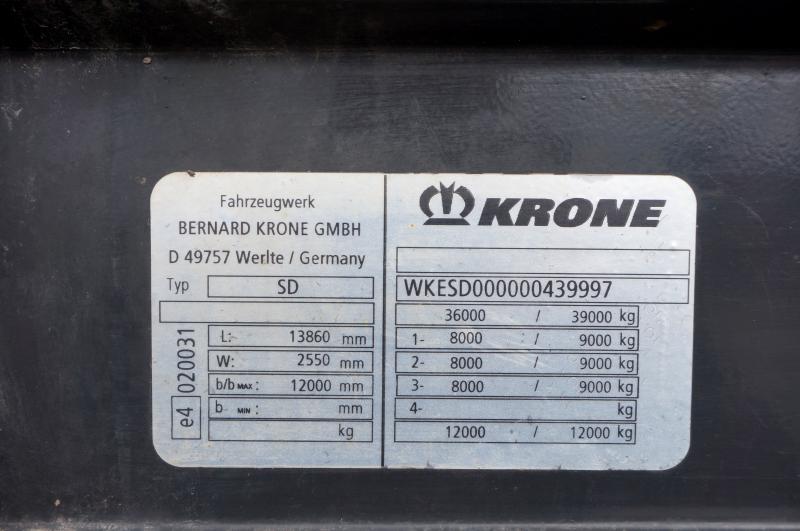 Fahrzeugwerk
BERNARD KRONE GMBH
D 49757 Werlte / Germany
Typ SD
L: 13860 mm
W: 2550 mm
b/b MAX: 12000 mm
b- MIN: mm
kg
e4 020031
KRONE
WKESD000000439997
36000 / 39000 kg
1- 8000 : 9000 kg
2- 8000 / 9000 kg
3- 8000 / 9000 kg
4- kg
12000 / 12000 kg